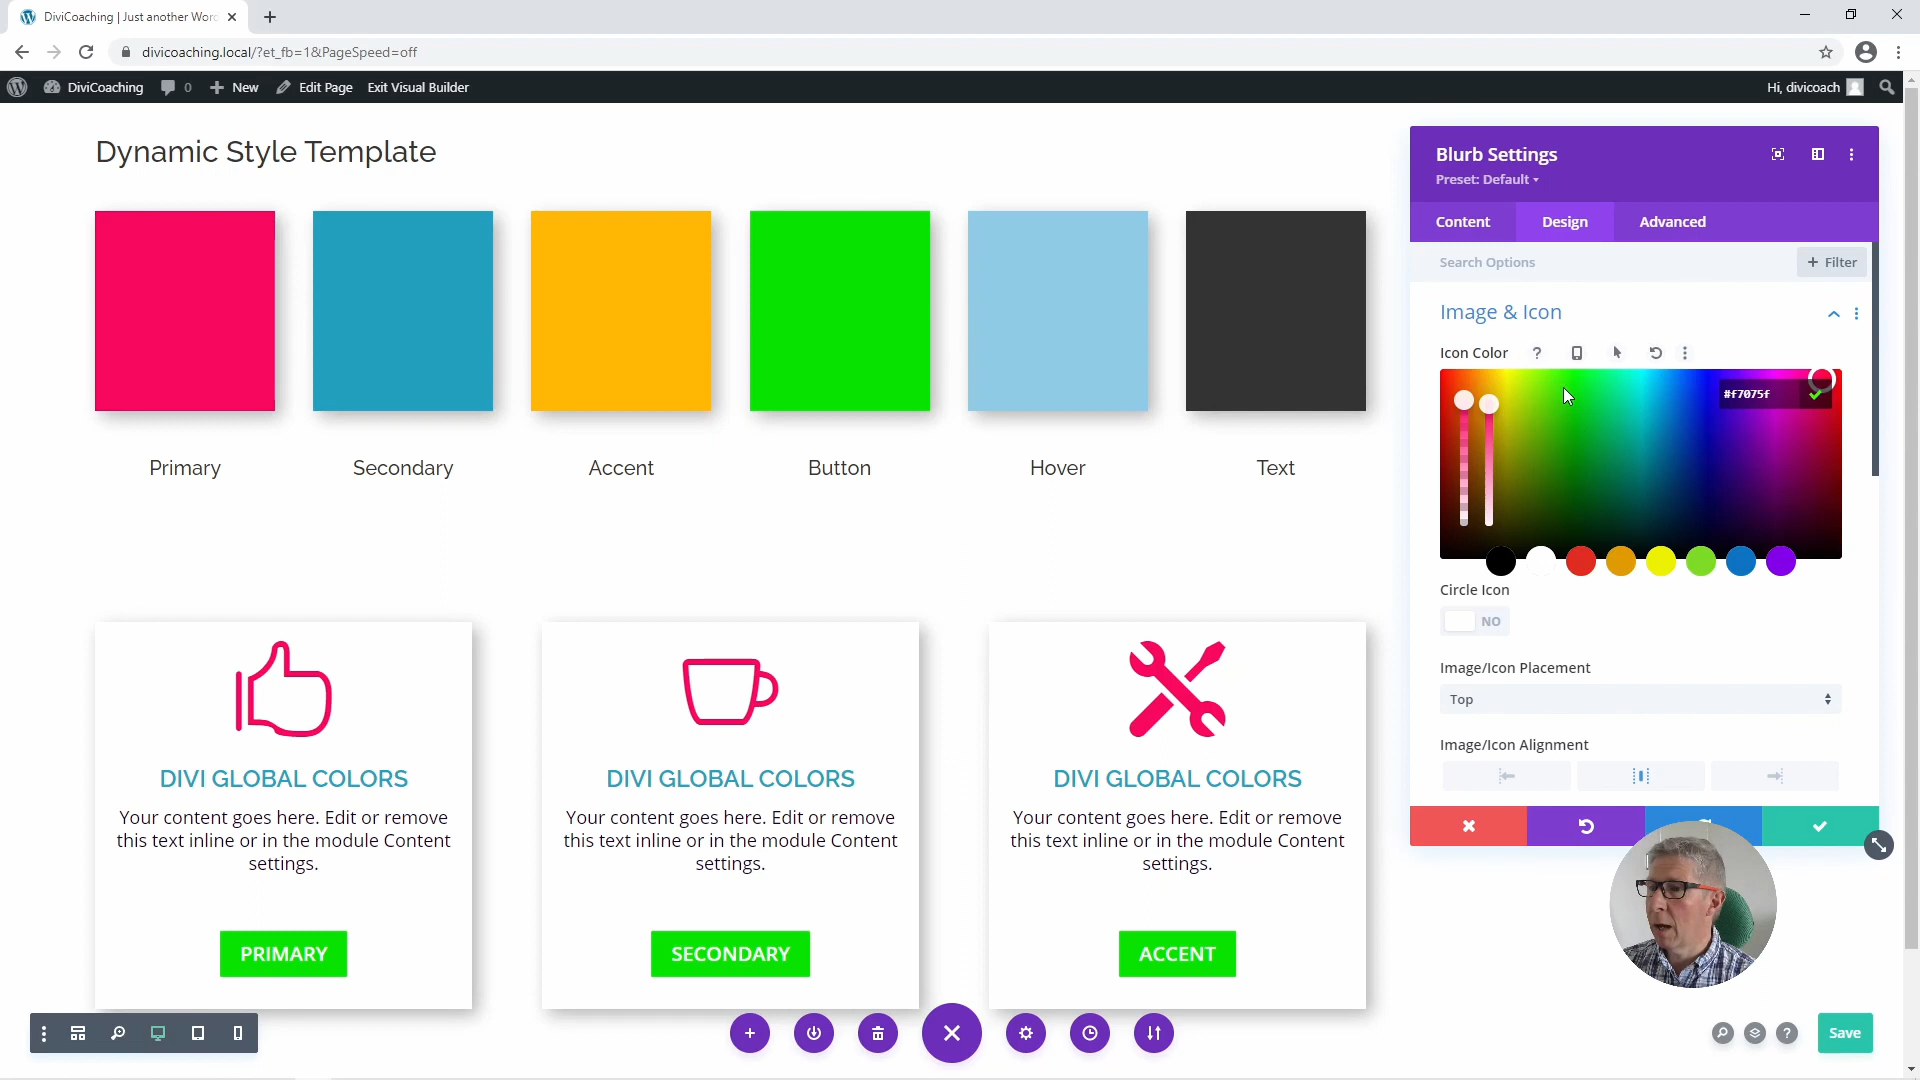 DiviCoaching | Just another Wor
divicoaching.local/?et_fb=1&PageSpeed=off
DiviCoaching 0 New Edit Page Exit Visual Builder Hi, divicoach
Dynamic Style Template
Primary Secondary Accent Button Hover Text
Blurb Settings
Preset: Default
Content Design Advanced
Search Options + Filter
Image & Icon
Icon Color ?
#f7075f
Circle Icon
NO
Image/Icon Placement
Top
Image/Icon Alignment
DIVI GLOBAL COLORS
Your content goes here. Edit or remove
this text inline or in the module Content
settings.
PRIMARY
DIVI GLOBAL COLORS
Your content goes here. Edit or remove
this text inline or in the module Content
settings.
SECONDARY
DIVI GLOBAL COLORS
Your content goes here. Edit or remove
this text inline or in the module Content
settings.
ACCENT
? Save